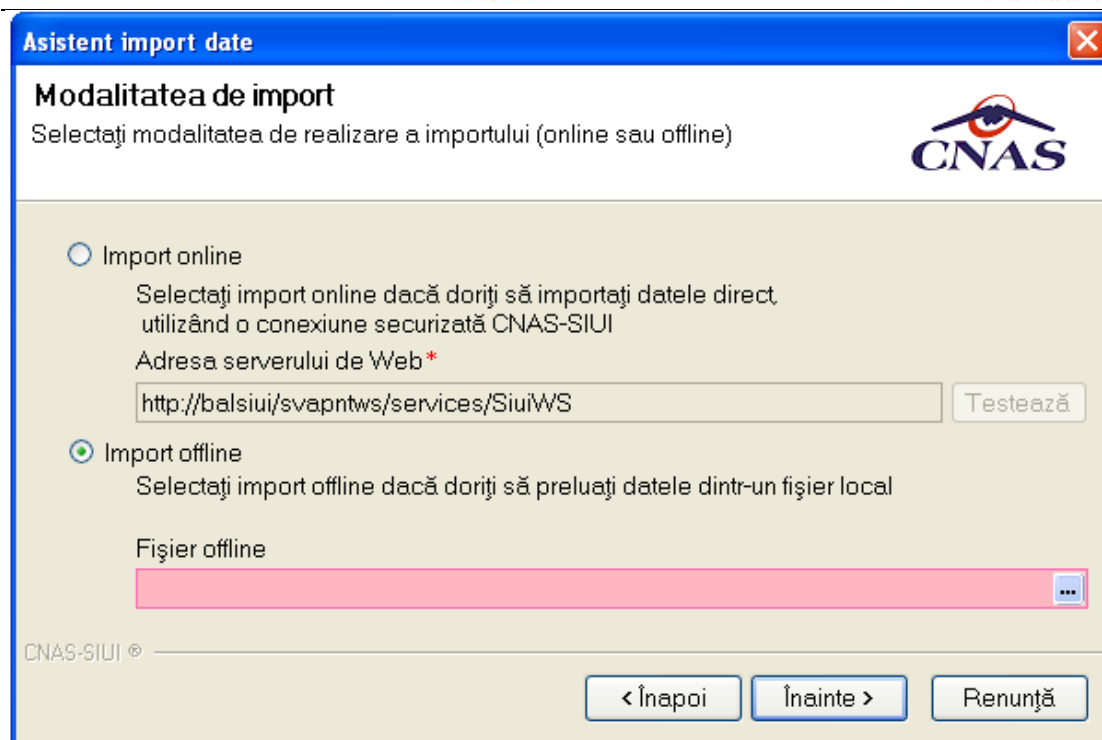 Asistent import date
Modalitatea de import
Selectaţi modalitatea de realizare a importului (online sau offline)
CNAS
Import online
Selectaţi import online dacă doriţi să importaţi datele direct,
utilizând o conexiune securizată CNAS-SIUI
Adresa serverului de Web*
http://balsiui/svapntws/services/SiuiWS
Testează
Import offline
Selectaţi import offline dacă doriţi să preluaţi datele dintr-un fişier local
Fişier offline
...
CNAS-SIUI ®
< Înapoi
Înainte >
Renunţă